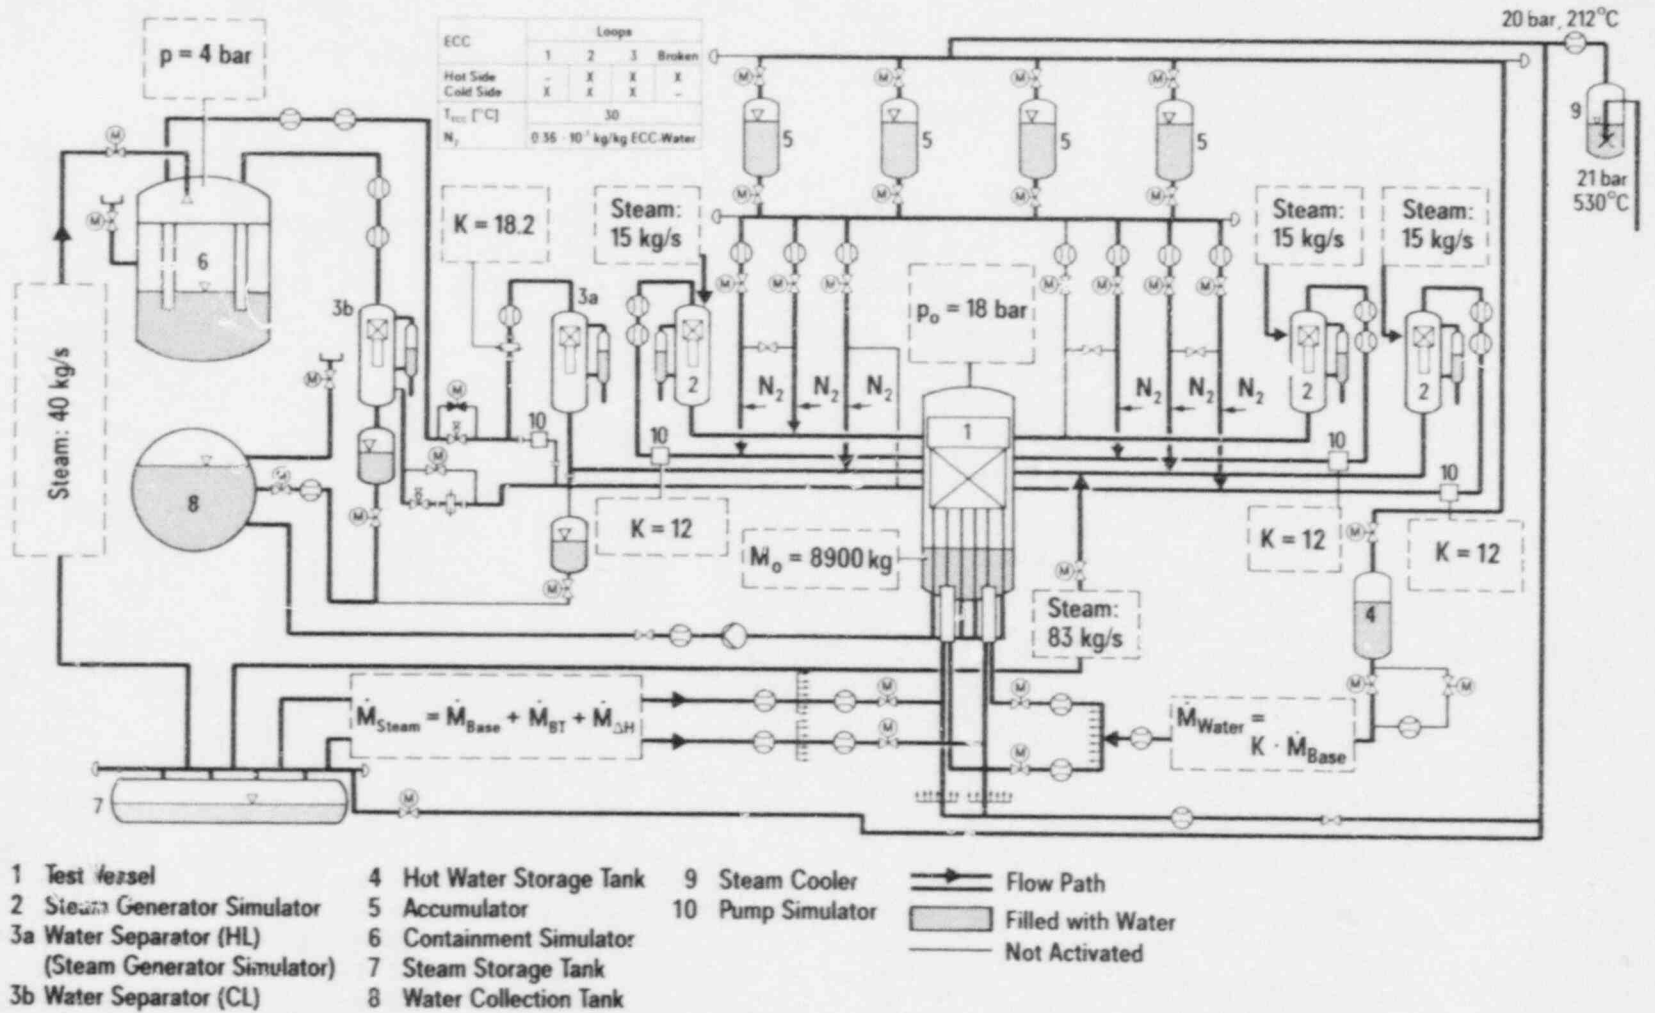 20 bar, 212°C
p = 4 bar
ECC
Loops
1 2 3 Broken
Hot Side - X X X
Cold Side X X X -
T_ECC [°C] 30
N₂ 0.36 · 10⁻³ kg/kg ECC-Water
M
M
M
M
M
9
21 bar
530°C
5
5
5
5
M
M
M
M
M
K = 18.2
Steam:
15 kg/s
Steam:
15 kg/s
Steam:
15 kg/s
6
M
M
M
M
M
M
M
3b
3a
p₀ = 18 bar
Steam: 40 kg/s
M
2
N₂
N₂
N₂
N₂
N₂
N₂
2
2
M
10
10
1
10
M
10
8
M
M
K = 12
K = 12
K = 12
M
M₀ = 8900 kg
M
M
Steam:
83 kg/s
4
Ṁ_Steam = Ṁ_Base + Ṁ_BT + Ṁ_ΔH
M
M
M
M
Ṁ_Water =
K · Ṁ_Base
M
M
7
M
1 Test Vessel
2 Steam Generator Simulator
3a Water Separator (HL)
(Steam Generator Simulator)
3b Water Separator (CL)
4 Hot Water Storage Tank
5 Accumulator
6 Containment Simulator
7 Steam Storage Tank
8 Water Collection Tank
9 Steam Cooler
10 Pump Simulator
Flow Path
Filled with Water
Not Activated